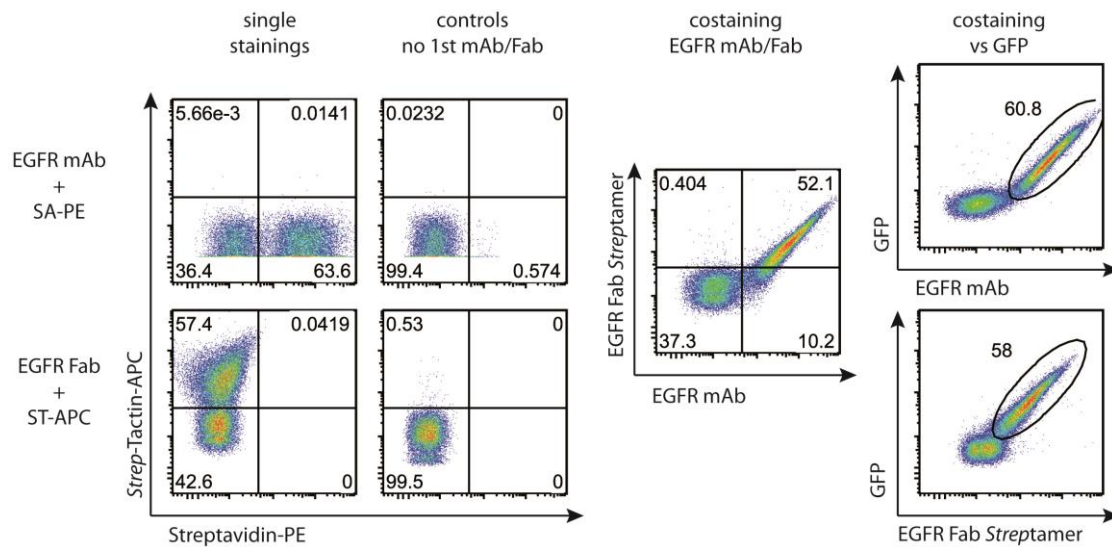 single
stainings
controls
no 1st mAb/Fab
costaining
EGFR mAb/Fab
costaining
vs GFP
EGFR mAb
+
SA-PE
5.66e-3 0.0141
36.4 63.6
0.0232 0
99.4 0.574
EGFR Fab
+
ST-APC
57.4 0.0419
42.6 0
0.53 0
99.5
Strep-Tactin-APC
Streptavidin-PE
EGFR Fab Streptamer
0.404 52.1
37.3 10.2
EGFR mAb
GFP
60.8
EGFR mAb
GFP
58
EGFR Fab Streptamer